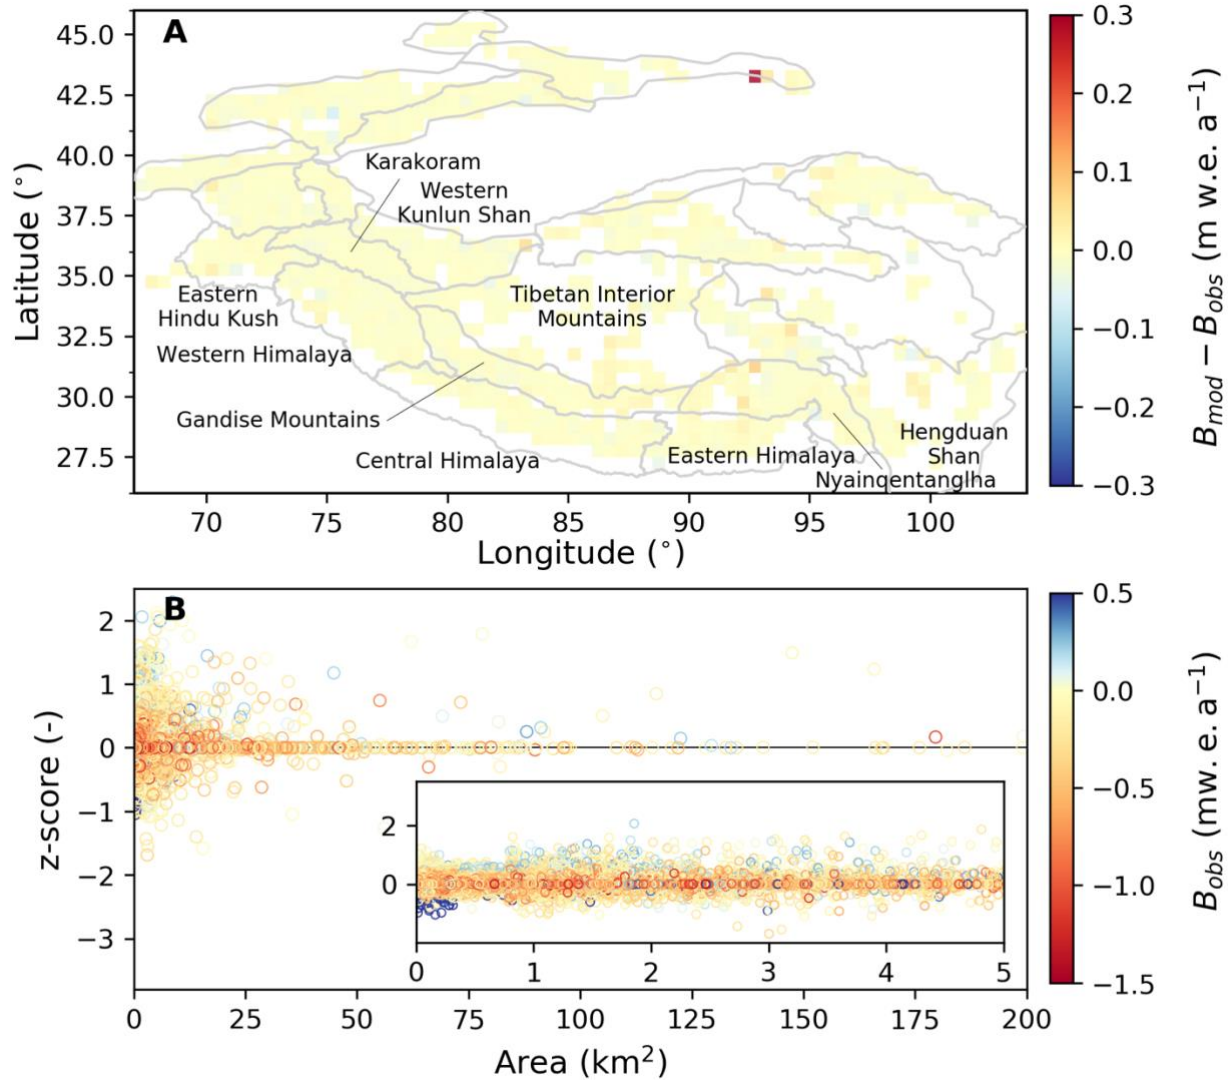 A
45.0
42.5
40.0
37.5
35.0
32.5
30.0
27.5
Latitude (°)
Karakoram
Western
Kunlun Shan
Eastern
Hindu Kush
Tibetan Interior
Mountains
Western Himalaya
Gandise Mountains
Central Himalaya
Eastern Himalaya
Hengduan
Shan
Nyainqentanglha
70 75 80 85 90 95 100
Longitude (°)
0.3
0.2
0.1
0.0
−0.1
−0.2
−0.3
B_mod − B_obs (m w.e. a⁻¹)
B
2
1
0
−1
−2
−3
z-score (-)
2
0
0 1 2 3 4 5
0 25 50 75 100 125 150 175 200
Area (km²)
0.5
0.0
−0.5
−1.0
−1.5
B_obs (mw. e. a⁻¹)